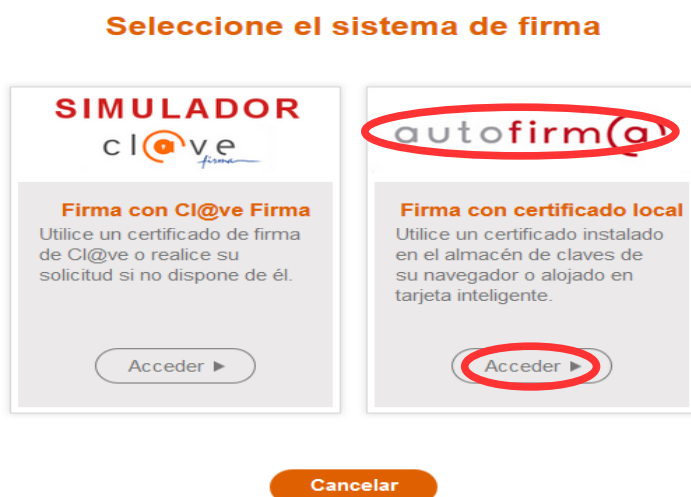 Seleccione el sistema de firma
SIMULADOR
cl@ve
firma
Firma con Cl@ve Firma
Utilice un certificado de firma
de Cl@ve o realice su
solicitud si no dispone de él.
Acceder ►
autofirm@
Firma con certificado local
Utilice un certificado instalado
en el almacén de claves de
su navegador o alojado en
tarjeta inteligente.
Acceder ►
Cancelar